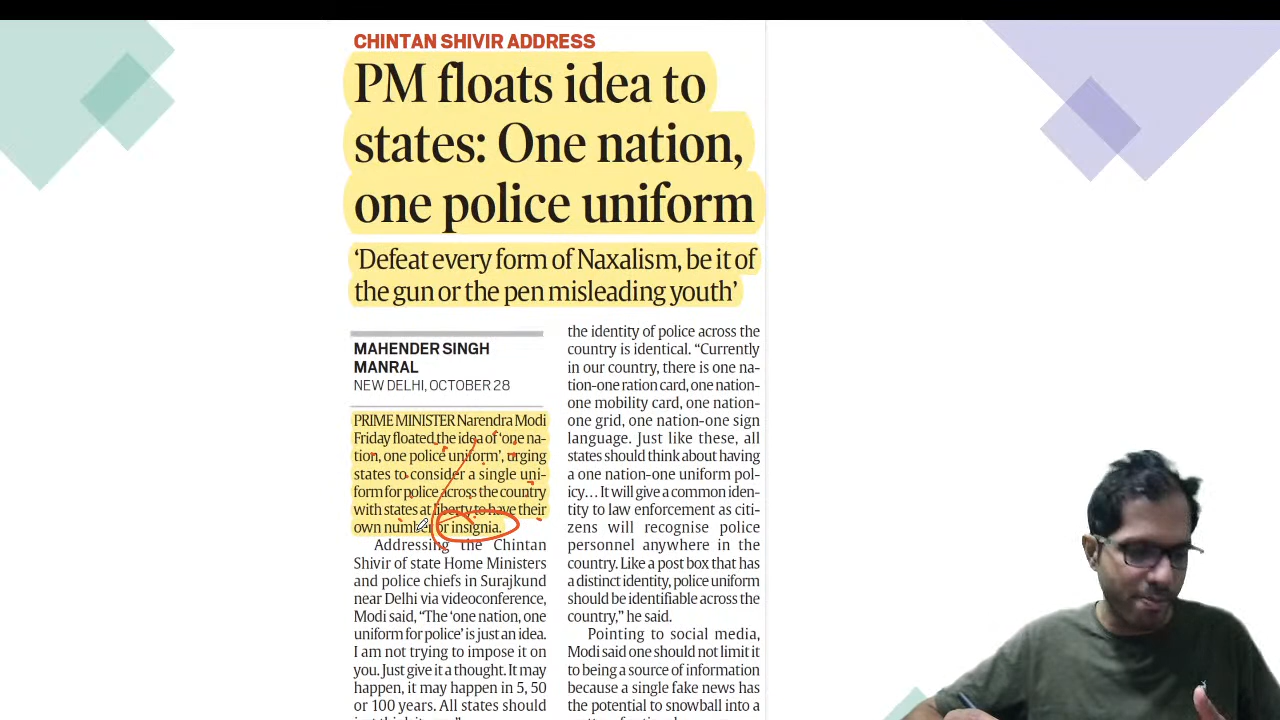 CHINTAN SHIVIR ADDRESS
PM floats idea to
states: One nation,
one police uniform
‘Defeat every form of Naxalism, be it of
the gun or the pen misleading youth’
MAHENDER SINGH
MANRAL
NEW DELHI, OCTOBER 28
PRIME MINISTER Narendra Modi
Friday floated the idea of ‘one na-
tion, one police uniform’, urging
states to consider a single uni-
form for police across the country
with states at liberty to have their
own number or insignia.
Addressing the Chintan
Shivir of state Home Ministers
and police chiefs in Surajkund
near Delhi via videoconference,
Modi said, “The ‘one nation, one
uniform for police’ is just an idea.
I am not trying to impose it on
you. Just give it a thought. It may
happen, it may happen in 5, 50
or 100 years. All states should
the identity of police across the
country is identical. “Currently
in our country, there is one na-
tion-one ration card, one nation-
one mobility card, one nation-
one grid, one nation-one sign
language. Just like these, all
states should think about having
a one nation-one uniform pol-
icy... It will give a common iden-
tity to law enforcement as citi-
zens will recognise police
personnel anywhere in the
country. Like a post box that has
a distinct identity, police uniform
should be identifiable across the
country,” he said.
Pointing to social media,
Modi said one should not limit it
to being a source of information
because a single fake news has
the potential to snowball into a